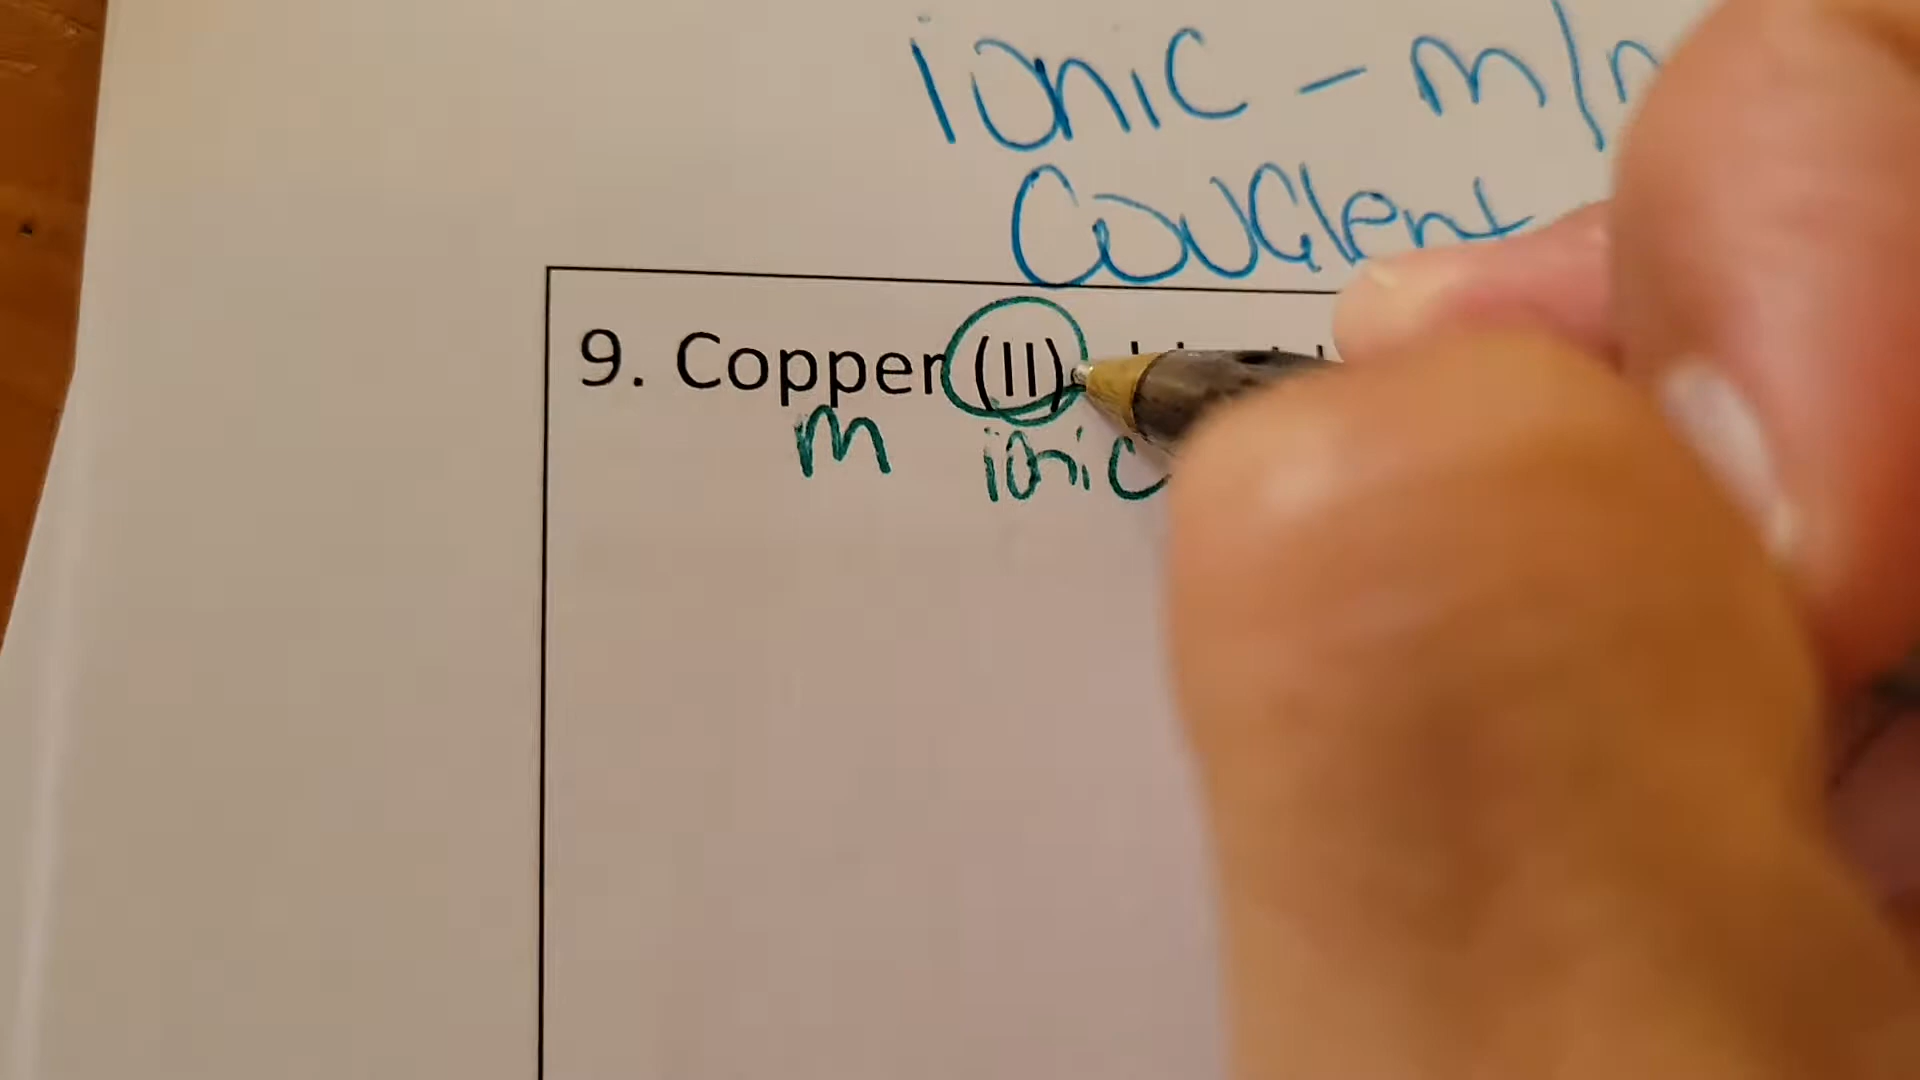 ionic - m/n
Covalent
9. Copper (II)
m ionic